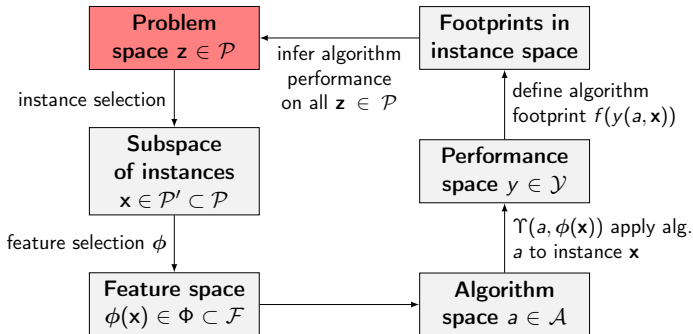 Problem
space z ∈ 𝒫
instance selection
Subspace
of instances
x ∈ 𝒫′ ⊂ 𝒫
feature selection ϕ
Feature space
ϕ(x) ∈ Φ ⊂ ℱ
Algorithm
space a ∈ 𝒜
ϒ(a, ϕ(x)) apply alg.
a to instance x
Performance
space y ∈ 𝒴
define algorithm
footprint f(y(a, x))
Footprints in
instance space
infer algorithm
performance
on all z ∈ 𝒫